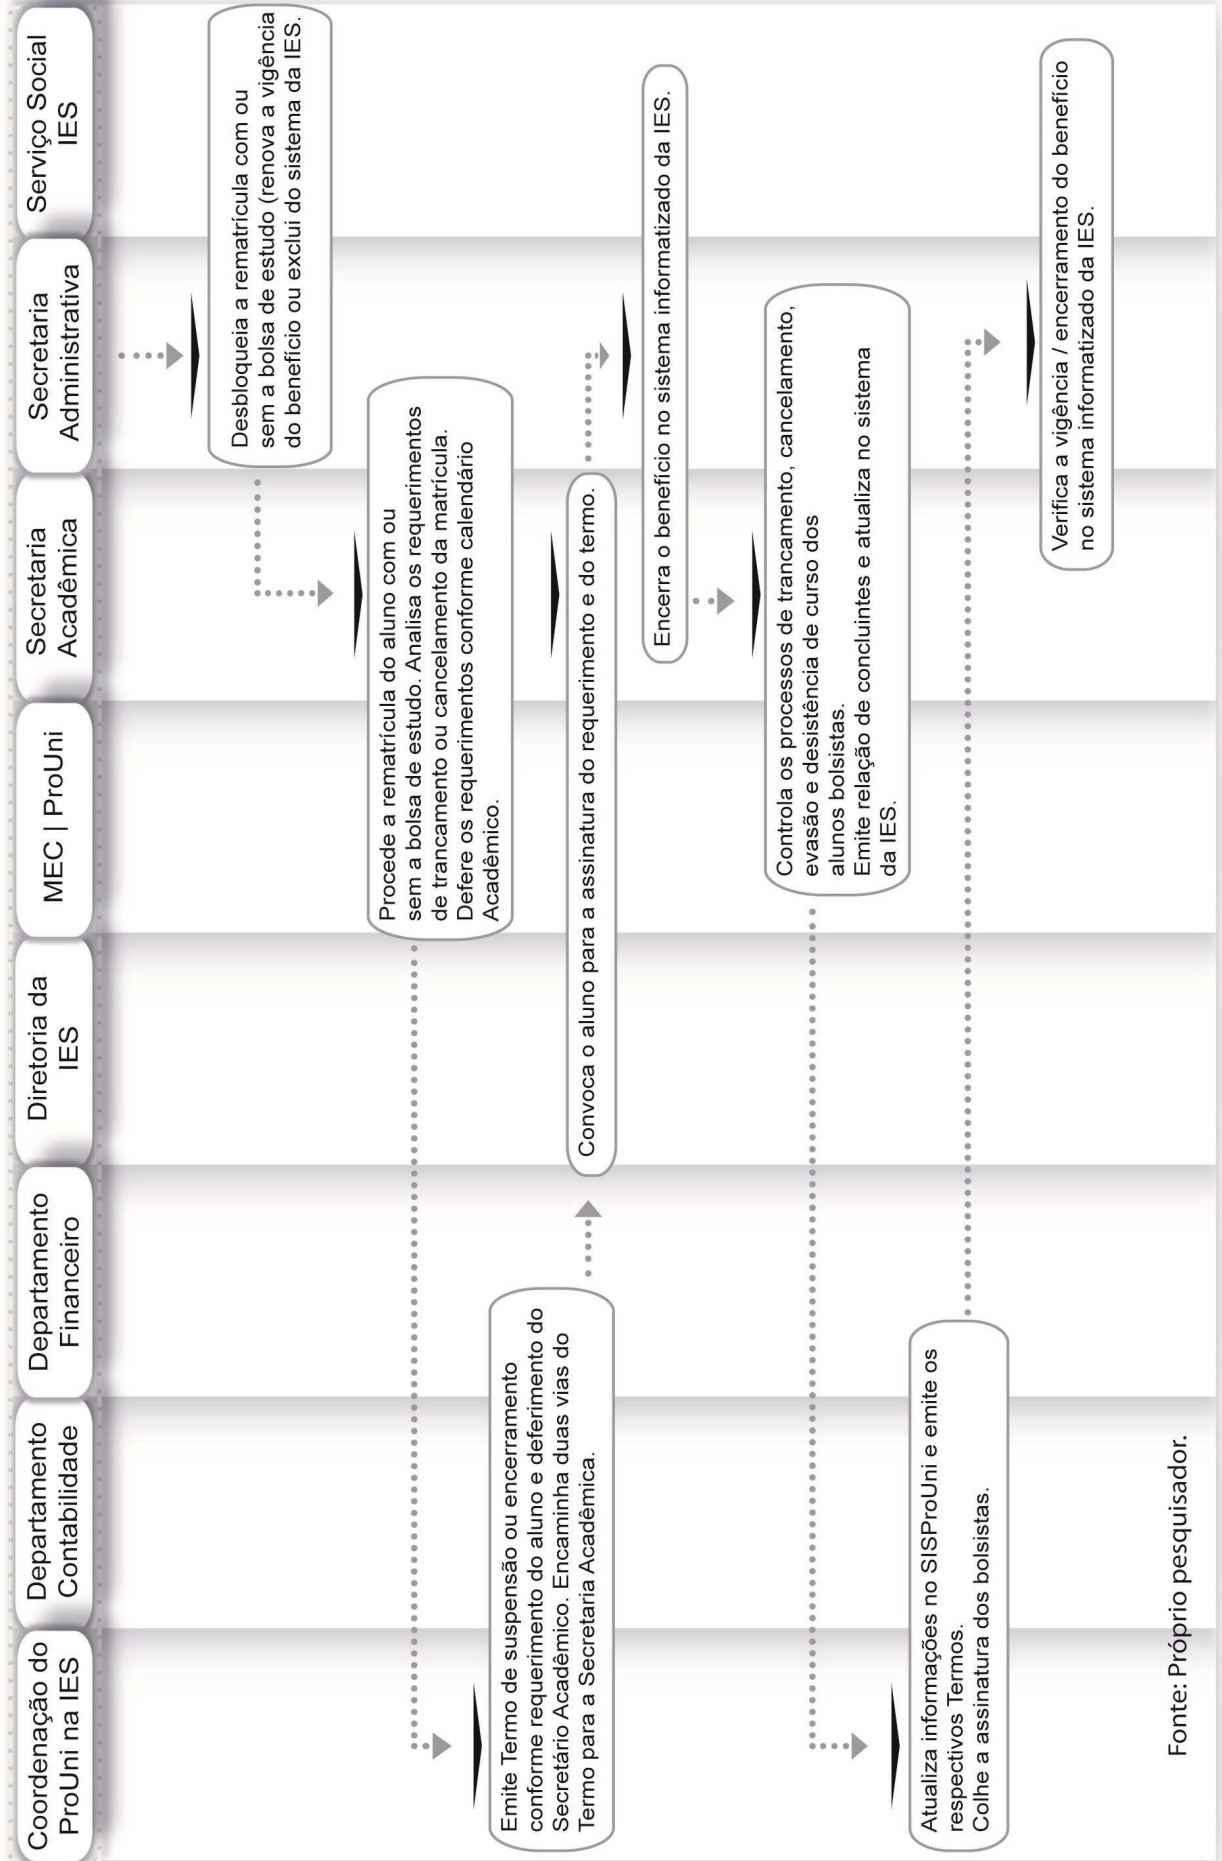 Coordenação do
ProUni na IES
Departamento
Contabilidade
Departamento
Financeiro
Diretoria da
IES
MEC | ProUni
Secretaria
Acadêmica
Secretaria
Administrativa
Serviço Social
IES
Desbloqueia a rematrícula com ou
sem a bolsa de estudo (renova a vigência
do benefício ou exclui do sistema da IES.
Procede a rematrícula do aluno com ou
sem a bolsa de estudo. Analisa os requerimentos
de trancamento ou cancelamento da matrícula.
Defere os requerimentos conforme calendário
Acadêmico.
Emite Termo de suspensão ou encerramento
conforme requerimento do aluno e deferimento do
Secretário Acadêmico. Encaminha duas vias do
Termo para a Secretaria Acadêmica.
Convoca o aluno para a assinatura do requerimento e do termo.
Encerra o benefício no sistema informatizado da IES.
Controla os processos de trancamento, cancelamento,
evasão e desistência de curso dos
alunos bolsistas.
Emite relação de concluintes e atualiza no sistema
da IES.
Atualiza informações no SISProUni e emite os
respectivos Termos.
Colhe a assinatura dos bolsistas.
Verifica a vigência / encerramento do benefício
no sistema informatizado da IES.
Fonte: Próprio pesquisador.